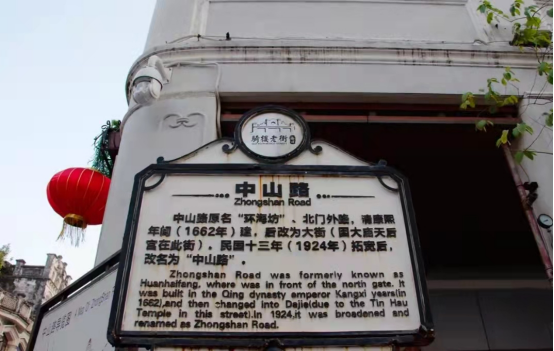 骑楼老街
中山路
Zhongshan Road
中山路原名“环海坊”、北门外街,清康熙
年间(1662年)建,后改为大街(因大庙天后
宫在此街)。民国十三年(1924年)拓宽后,
改名为“中山路”。
Zhongshan Road was formerly known as
Huanhaifang, where was in front of the north gate. It
was built in the Qing dynasty emperor Kangxi years(in
1662),and then changed into Dajie(due to the Tin Hau
Temple in this street).In 1924,it was broadened and
renamed as Zhongshan Road.